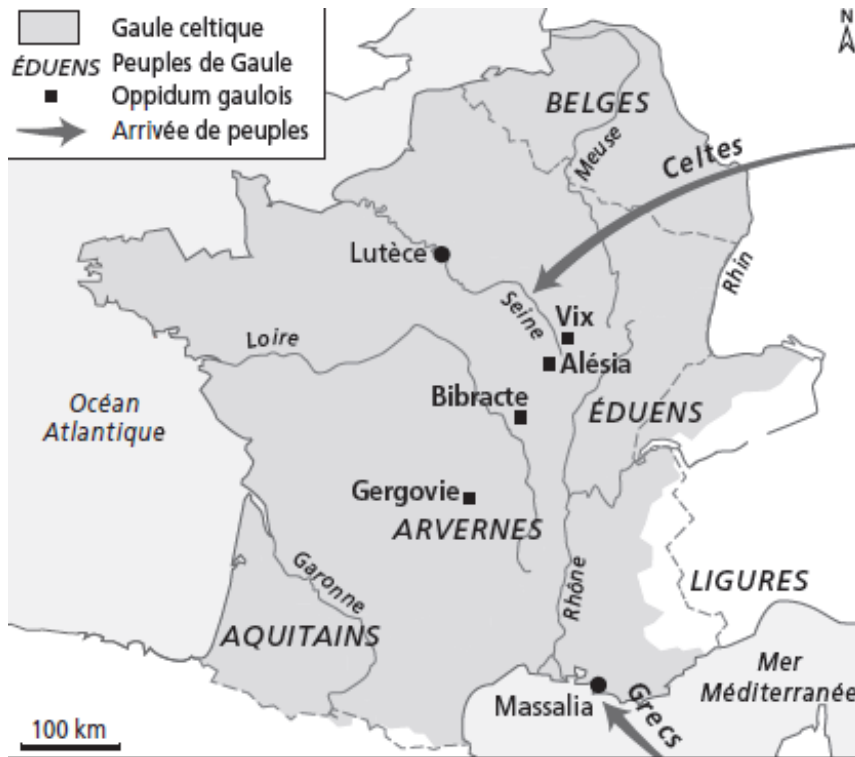 Gaule celtique
ÉDUENS Peuples de Gaule
Oppidum gaulois
Arrivée de peuples
N
BELGES
Meuse
Celtes
Lutèce
Rhin
Seine
Vix
Loire
Alésia
Bibracte
Océan
Atlantique
ÉDUENS
Gergovie
ARVERNES
Garonne
Rhône
LIGURES
AQUITAINS
Mer
Méditerranée
Massalia
Grecs
100 km